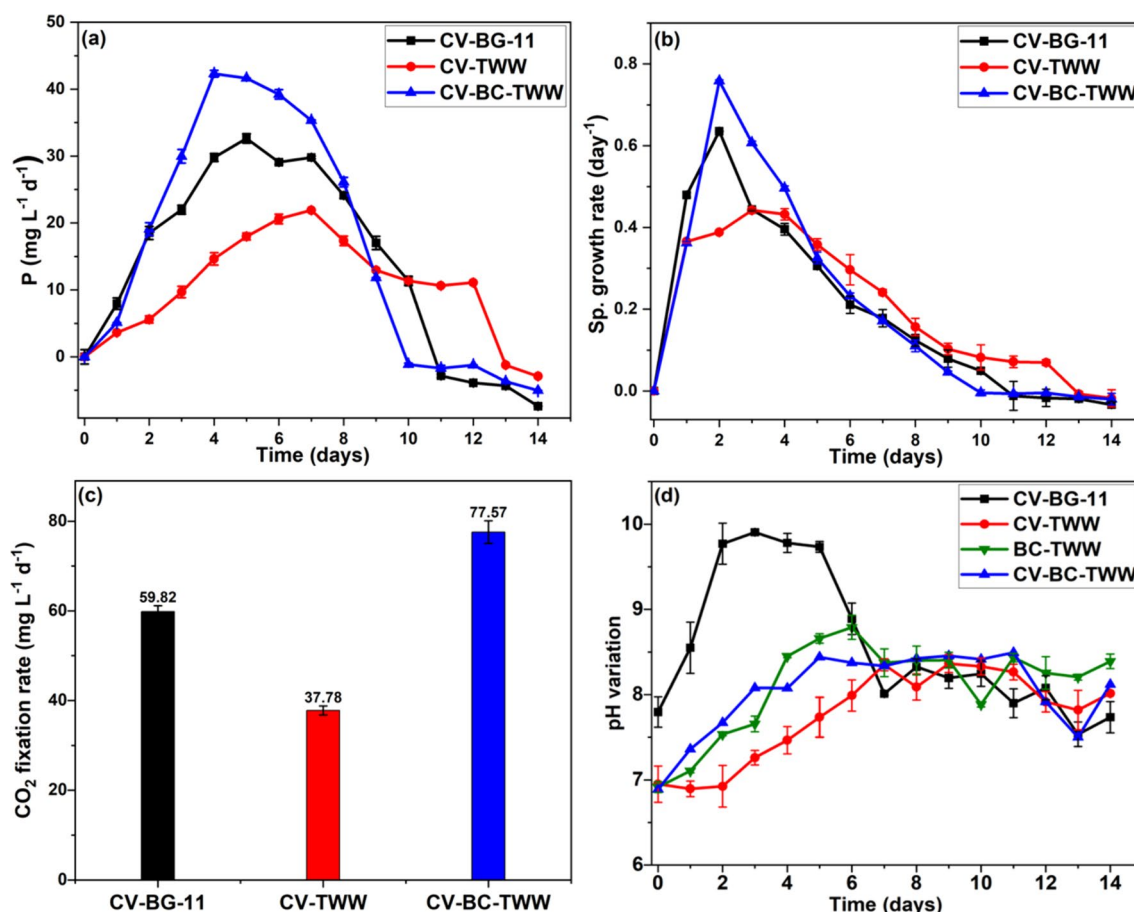 (a)
CV-BG-11
CV-TWW
CV-BC-TWW
P (mg L⁻¹ d⁻¹)
50
40
30
20
10
0
0 2 4 6 8 10 12 14
Time (days)
(b)
CV-BG-11
CV-TWW
CV-BC-TWW
Sp. growth rate (day⁻¹)
0.8
0.6
0.4
0.2
0.0
0 2 4 6 8 10 12 14
Time (days)
(c)
CO₂ fixation rate (mg L⁻¹ d⁻¹)
80
60
40
20
0
59.82
37.78
77.57
CV-BG-11 CV-TWW CV-BC-TWW
(d)
CV-BG-11
CV-TWW
BC-TWW
CV-BC-TWW
pH variation
10
9
8
7
6
0 2 4 6 8 10 12 14
Time (days)